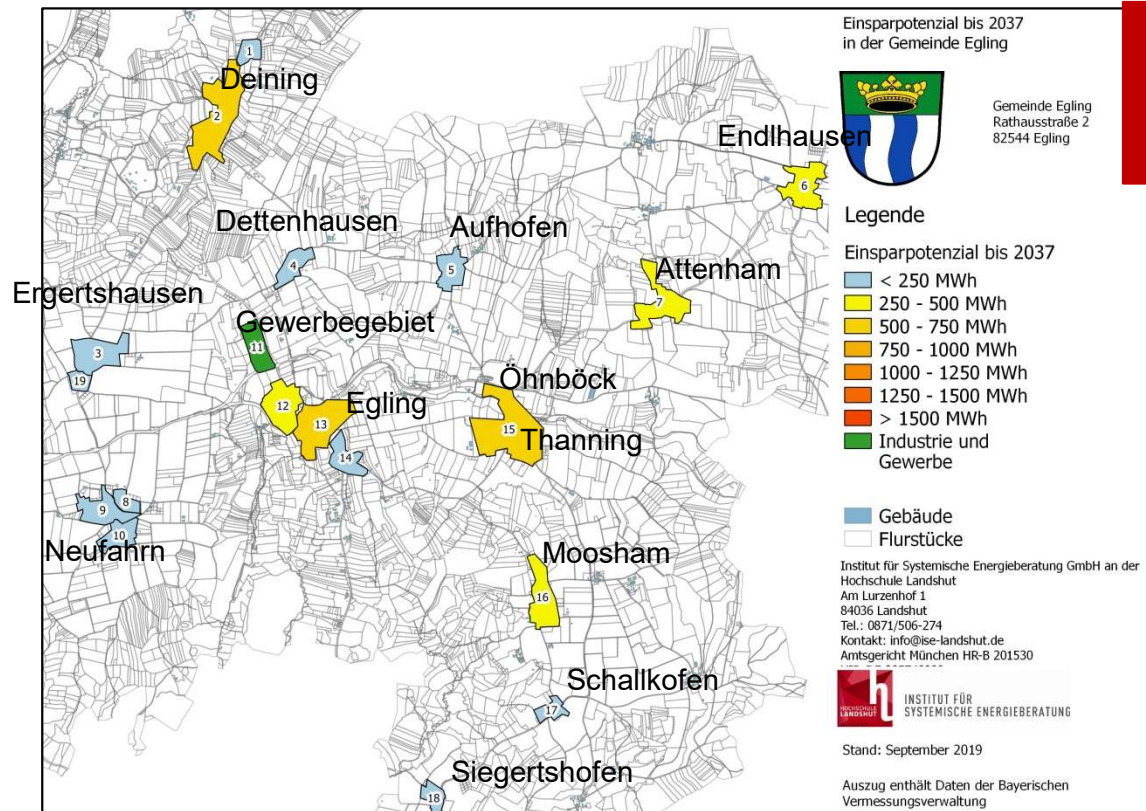 Einsparpotenzial bis 2037
in der Gemeinde Egling
Gemeinde Egling
Rathausstraße 2
82544 Egling
Legende
Einsparpotenzial bis 2037
< 250 MWh
250 - 500 MWh
500 - 750 MWh
750 - 1000 MWh
1000 - 1250 MWh
1250 - 1500 MWh
> 1500 MWh
Industrie und
Gewerbe
Gebäude
Flurstücke
Institut für Systemische Energieberatung GmbH an der
Hochschule Landshut
Am Lurzenhof 1
84036 Landshut
Tel.: 0871/506-274
Kontakt: info@ise-landshut.de
Amtsgericht München HR-B 201530
HOCHSCHULE
LANDSHUT
INSTITUT FÜR
SYSTEMISCHE ENERGIEBERATUNG
Stand: September 2019
Auszug enthält Daten der Bayerischen
Vermessungsverwaltung
1
Deining
2
Endlhausen
6
Dettenhausen
4
Aufhofen
5
Attenham
7
Ergertshausen
3
19
Gewerbegebiet
11
12
Egling
13
14
Öhnböck
15
Thanning
8
9
10
Neufahrn
Moosham
16
Schallkofen
17
Siegertshofen
18